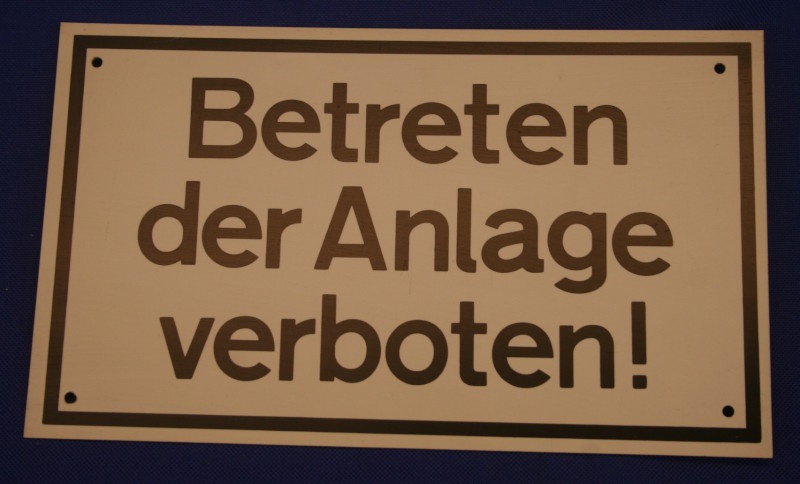 Betreten
der Anlage
verboten!